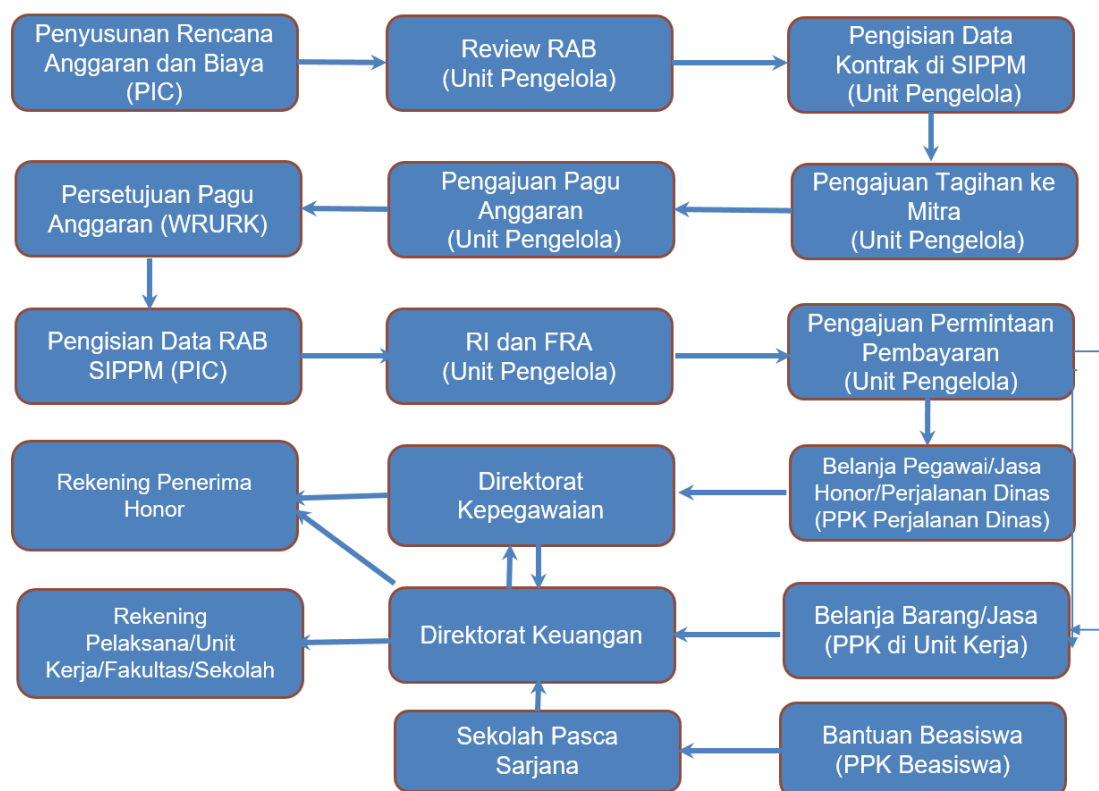 Penyusunan Rencana
Anggaran dan Biaya
(PIC)
Review RAB
(Unit Pengelola)
Pengisian Data
Kontrak di SIPPM
(Unit Pengelola)
Persetujuan Pagu
Anggaran (WRURK)
Pengajuan Pagu
Anggaran
(Unit Pengelola)
Pengajuan Tagihan ke
Mitra
(Unit Pengelola)
Pengisian Data RAB
SIPPM (PIC)
RI dan FRA
(Unit Pengelola)
Pengajuan Permintaan
Pembayaran
(Unit Pengelola)
Rekening Penerima
Honor
Direktorat
Kepegawaian
Belanja Pegawai/Jasa
Honor/Perjalanan Dinas
(PPK Perjalanan Dinas)
Rekening
Pelaksana/Unit
Kerja/Fakultas/Sekolah
Direktorat Keuangan
Belanja Barang/Jasa
(PPK di Unit Kerja)
Sekolah Pasca
Sarjana
Bantuan Beasiswa
(PPK Beasiswa)